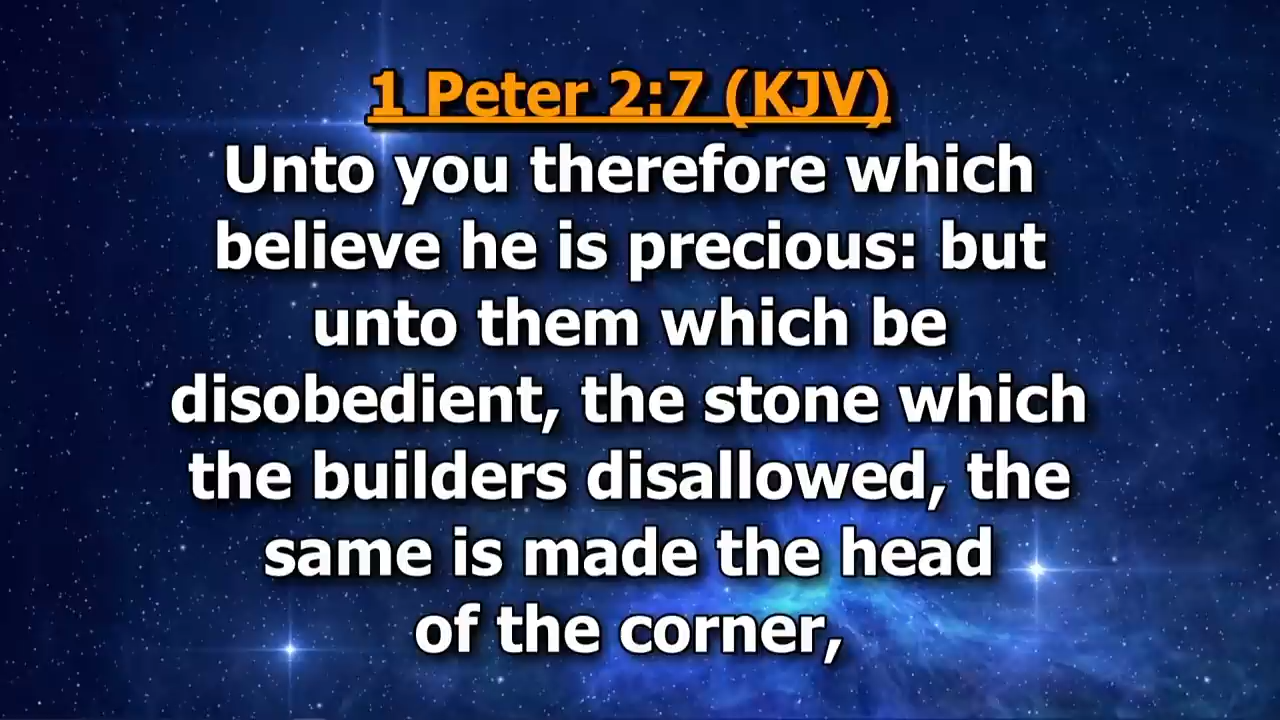 1 Peter 2:7 (KJV)
Unto you therefore which
believe he is precious: but
unto them which be
disobedient, the stone which
the builders disallowed, the
same is made the head
of the corner,